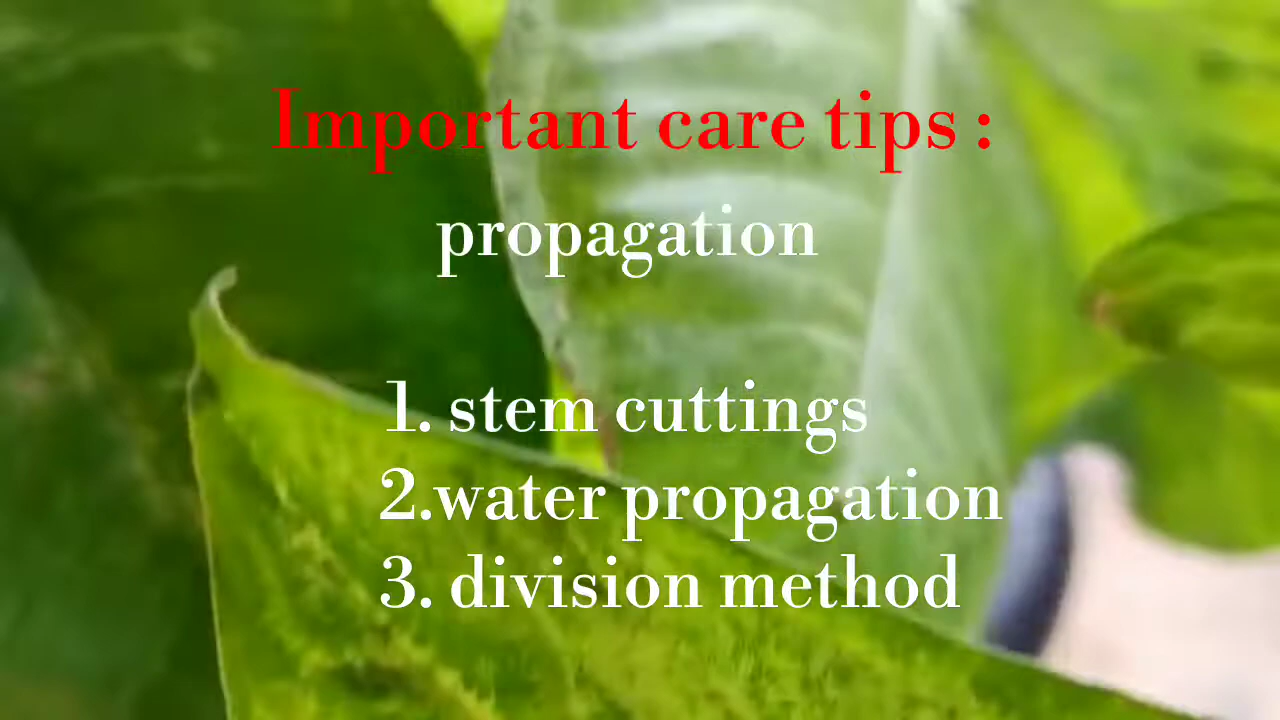 Important care tips :
propagation
1. stem cuttings
2.water propagation
3. division method